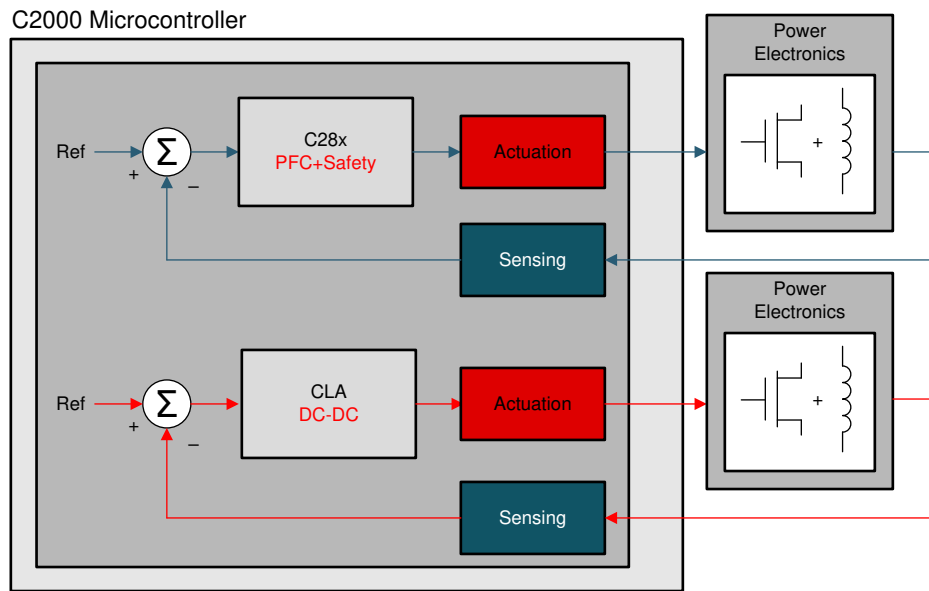 C2000 Microcontroller
Power
Electronics
+
Ref
+
Σ
–
C28x
PFC+Safety
Actuation
Sensing
Power
Electronics
+
Ref
+
Σ
–
CLA
DC-DC
Actuation
Sensing